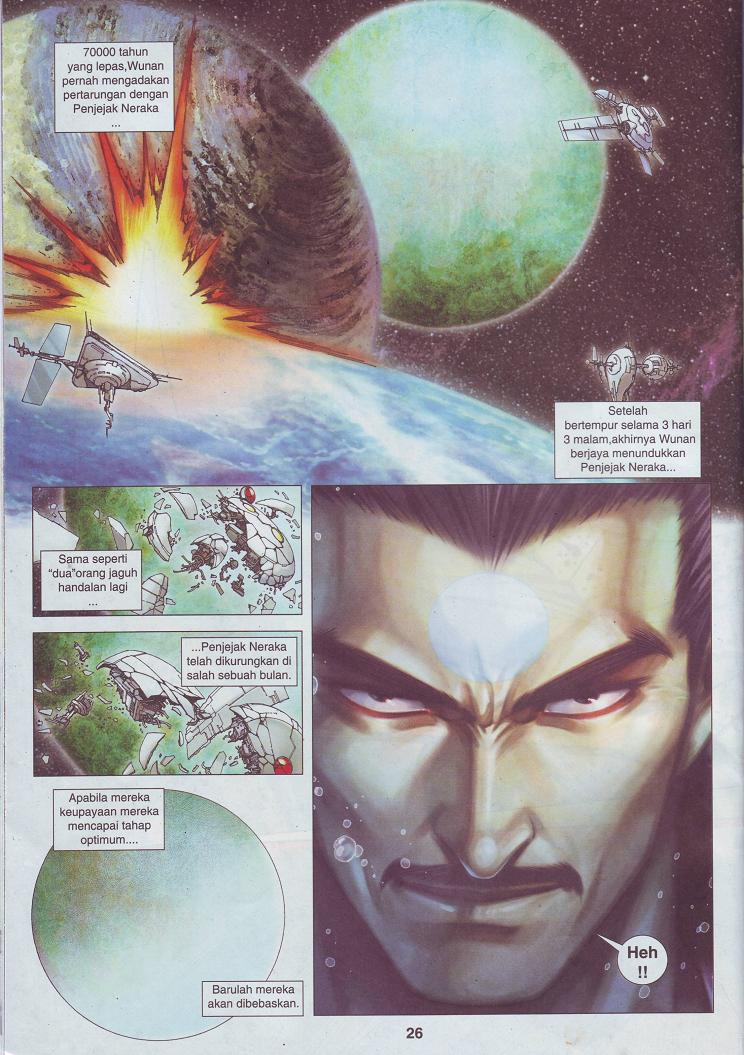 70000 tahun
yang lepas,Wunan
pernah mengadakan
pertarungan dengan
Penjejak Neraka
...
Setelah
bertempur selama 3 hari
3 malam,akhirnya Wunan
berjaya menundukkan
Penjejak Neraka...
Sama seperti
“dua”orang jaguh
handalan lagi
...
...Penjejak Neraka
telah dikurungkan di
salah sebuah bulan.
Apabila mereka
keupayaan mereka
mencapai tahap
optimum....
Barulah mereka
akan dibebaskan.
Heh
!!
26